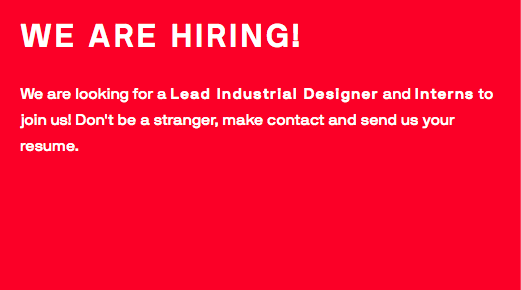 WE ARE HIRING!
We are looking for a Lead Industrial Designer and Interns to
join us! Don't be a stranger, make contact and send us your
resume.